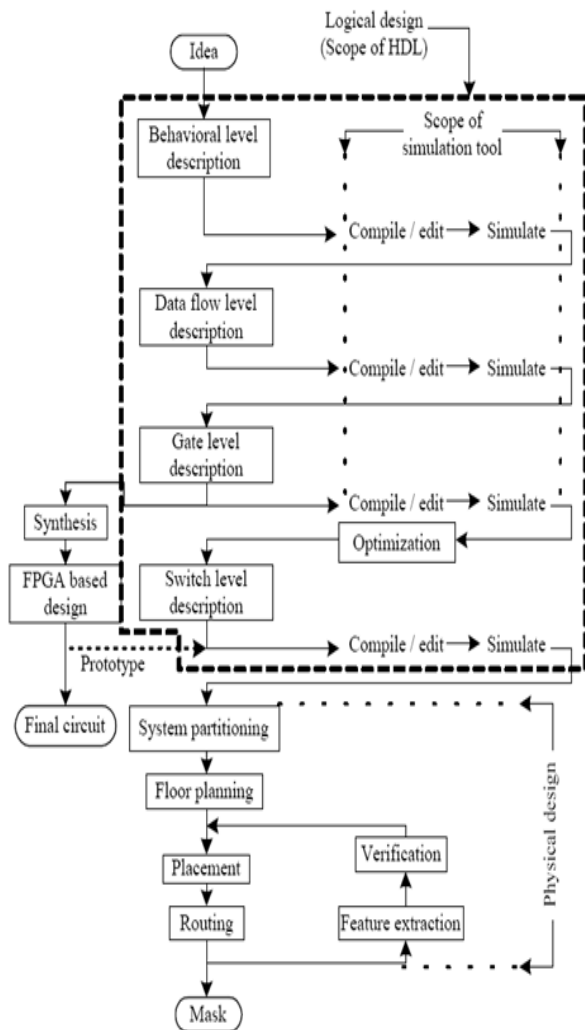 Logical design
(Scope of HDL)
Idea
Behavioral level
description
Scope of
simulation tool
Compile / edit
Simulate
Data flow level
description
Compile / edit
Simulate
Gate level
description
Compile / edit
Simulate
Synthesis
Optimization
FPGA based
design
Switch level
description
Compile / edit
Simulate
Prototype
Final circuit
System partitioning
Floor planning
Verification
Placement
Routing
Feature extraction
Physical design
Mask